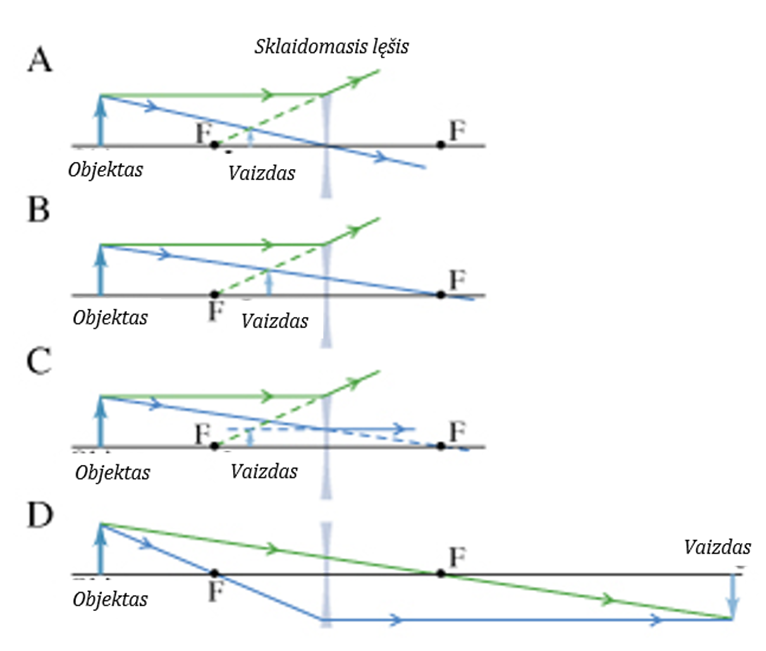 Sklaidomasis lęšis
A
F
F
Objektas
Vaizdas
B
F
F
Objektas
Vaizdas
C
F
F
Objektas
Vaizdas
D
Vaizdas
F
F
Objektas